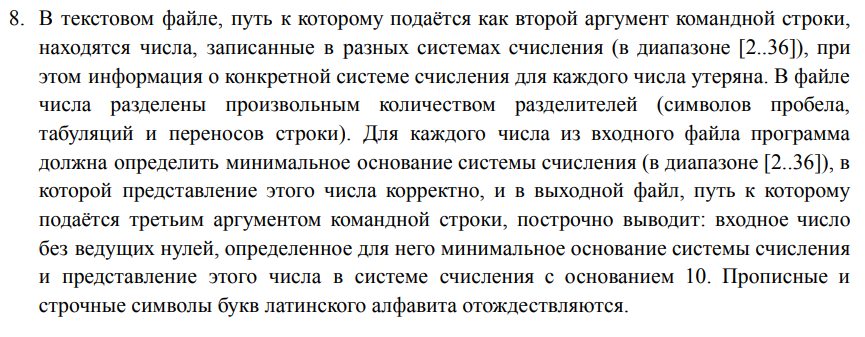 8. В текстовом файле, путь к которому подаётся как второй аргумент командной строки,
находятся числа, записанные в разных системах счисления (в диапазоне [2..36]), при
этом информация о конкретной системе счисления для каждого числа утеряна. В файле
числа разделены произвольным количеством разделителей (символов пробела,
табуляций и переносов строки). Для каждого числа из входного файла программа
должна определить минимальное основание системы счисления (в диапазоне [2..36]), в
которой представление этого числа корректно, и в выходной файл, путь к которому
подаётся третьим аргументом командной строки, построчно выводит: входное число
без ведущих нулей, определенное для него минимальное основание системы счисления
и представление этого числа в системе счисления с основанием 10. Прописные и
строчные символы букв латинского алфавита отождествляются.